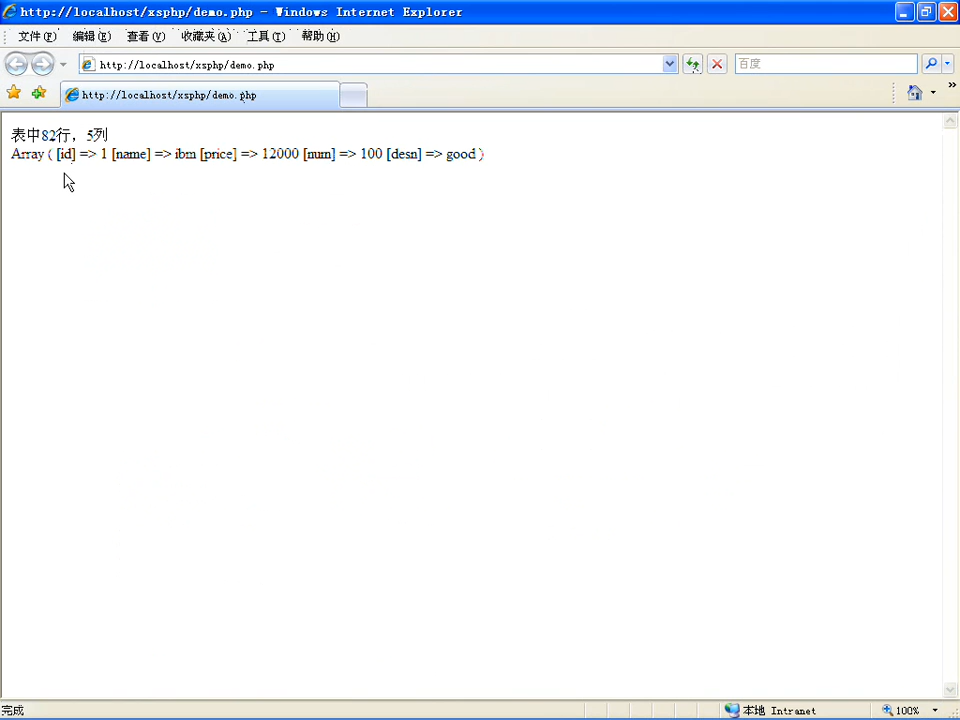 http://localhost/xsphp/demo.php - Windows Internet Explorer
文件(F) 编辑(E) 查看(V) 收藏夹(A) 工具(T) 帮助(H)
http://localhost/xsphp/demo.php 百度
http://localhost/xsphp/demo.php »
表中82行，5列
Array ( [id] => 1 [name] => ibm [price] => 12000 [num] => 100 [desn] => good )
完成 本地 Intranet 100%